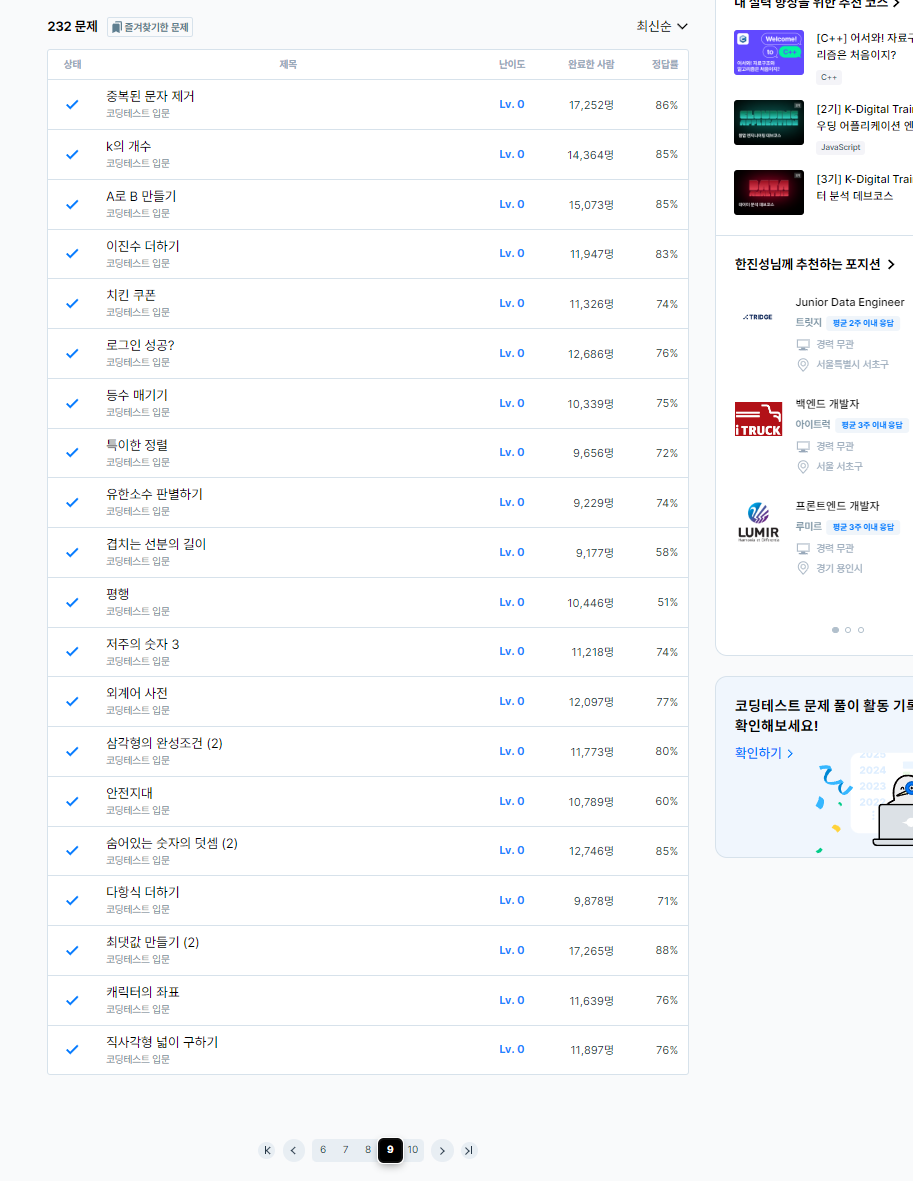 232 문제
즐겨찾기한 문제
최신순
상태 제목 난이도 완료한 사람 정답률
중복된 문자 제거
코딩테스트 입문
Lv. 0 17,252명 86%
k의 개수
코딩테스트 입문
Lv. 0 14,364명 85%
A로 B 만들기
코딩테스트 입문
Lv. 0 15,073명 85%
이진수 더하기
코딩테스트 입문
Lv. 0 11,947명 83%
치킨 쿠폰
코딩테스트 입문
Lv. 0 11,326명 74%
로그인 성공?
코딩테스트 입문
Lv. 0 12,686명 76%
등수 매기기
코딩테스트 입문
Lv. 0 10,339명 75%
특이한 정렬
코딩테스트 입문
Lv. 0 9,656명 72%
유한소수 판별하기
코딩테스트 입문
Lv. 0 9,229명 74%
겹치는 선분의 길이
코딩테스트 입문
Lv. 0 9,177명 58%
평행
코딩테스트 입문
Lv. 0 10,446명 51%
저주의 숫자 3
코딩테스트 입문
Lv. 0 11,218명 74%
외계어 사전
코딩테스트 입문
Lv. 0 12,097명 77%
삼각형의 완성조건 (2)
코딩테스트 입문
Lv. 0 11,773명 80%
안전지대
코딩테스트 입문
Lv. 0 10,789명 60%
숨어있는 숫자의 덧셈 (2)
코딩테스트 입문
Lv. 0 12,746명 85%
다항식 더하기
코딩테스트 입문
Lv. 0 9,878명 71%
최댓값 만들기 (2)
코딩테스트 입문
Lv. 0 17,265명 88%
캐릭터의 좌표
코딩테스트 입문
Lv. 0 11,639명 76%
직사각형 넓이 구하기
코딩테스트 입문
Lv. 0 11,897명 76%
6 7 8 9 10
내 실력 향상을 위한 추천 코스
Welcome!
to C++
어서와! 자료구조와
알고리즘은 처음이지?
[C++] 어서와! 자료구
리즘은 처음이지?
C++
[2기] K-Digital Trai
우딩 어플리케이션 엔
JavaScript
DATA
데이터 분석 데브코스
[3기] K-Digital Trai
터 분석 데브코스
한진성님께 추천하는 포지션
TRIDGE
Junior Data Engineer
트릿지 평균 2주 이내 응답
경력 무관
서울특별시 서초구
iTRUCK
백엔드 개발자
아이트럭 평균 3주 이내 응답
경력 무관
서울 서초구
LUMIR
프론트엔드 개발자
루미르 평균 3주 이내 응답
경력 무관
경기 용인시
코딩테스트 문제 풀이 활동 기록
확인해보세요!
확인하기
2025
2024
2023